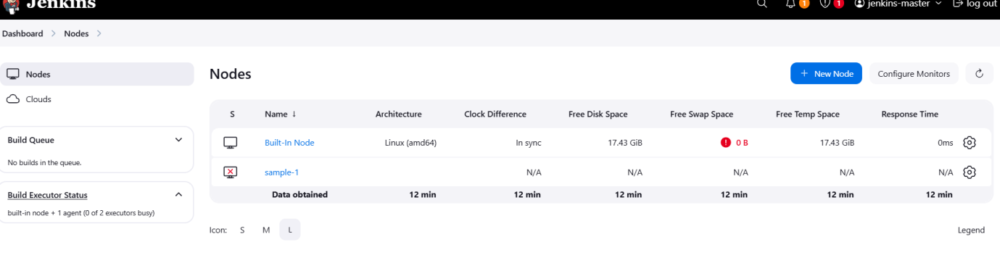 Jenkins
1 1 jenkins-master log out
Dashboard > Nodes >
Nodes
Clouds
Build Queue
No builds in the queue.
Build Executor Status
built-in node + 1 agent (0 of 2 executors busy)
Nodes
+ New Node Configure Monitors
S Name ↓ Architecture Clock Difference Free Disk Space Free Swap Space Free Temp Space Response Time
Built-In Node Linux (amd64) In sync 17.43 GiB ! 0 B 17.43 GiB 0ms
sample-1 N/A N/A N/A N/A N/A
Data obtained 12 min 12 min 12 min 12 min 12 min 12 min
Icon: S M L
Legend